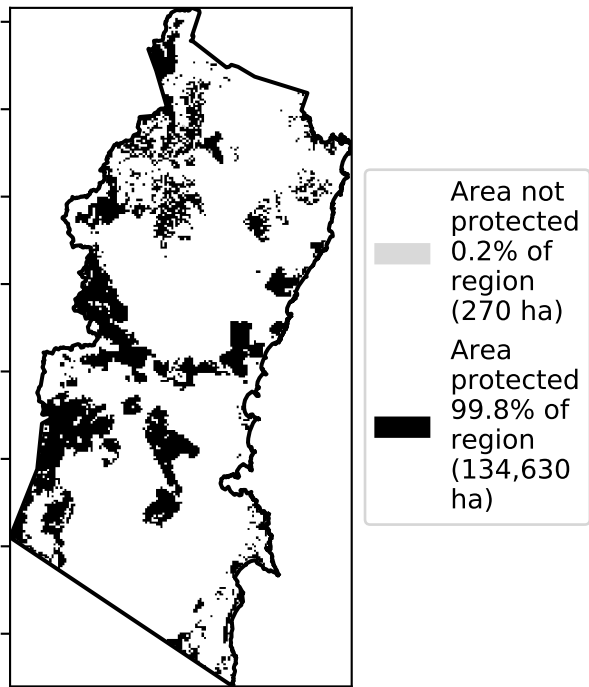 Area not
protected
0.2% of
region
(270 ha)
Area
protected
99.8% of
region
(134,630
ha)